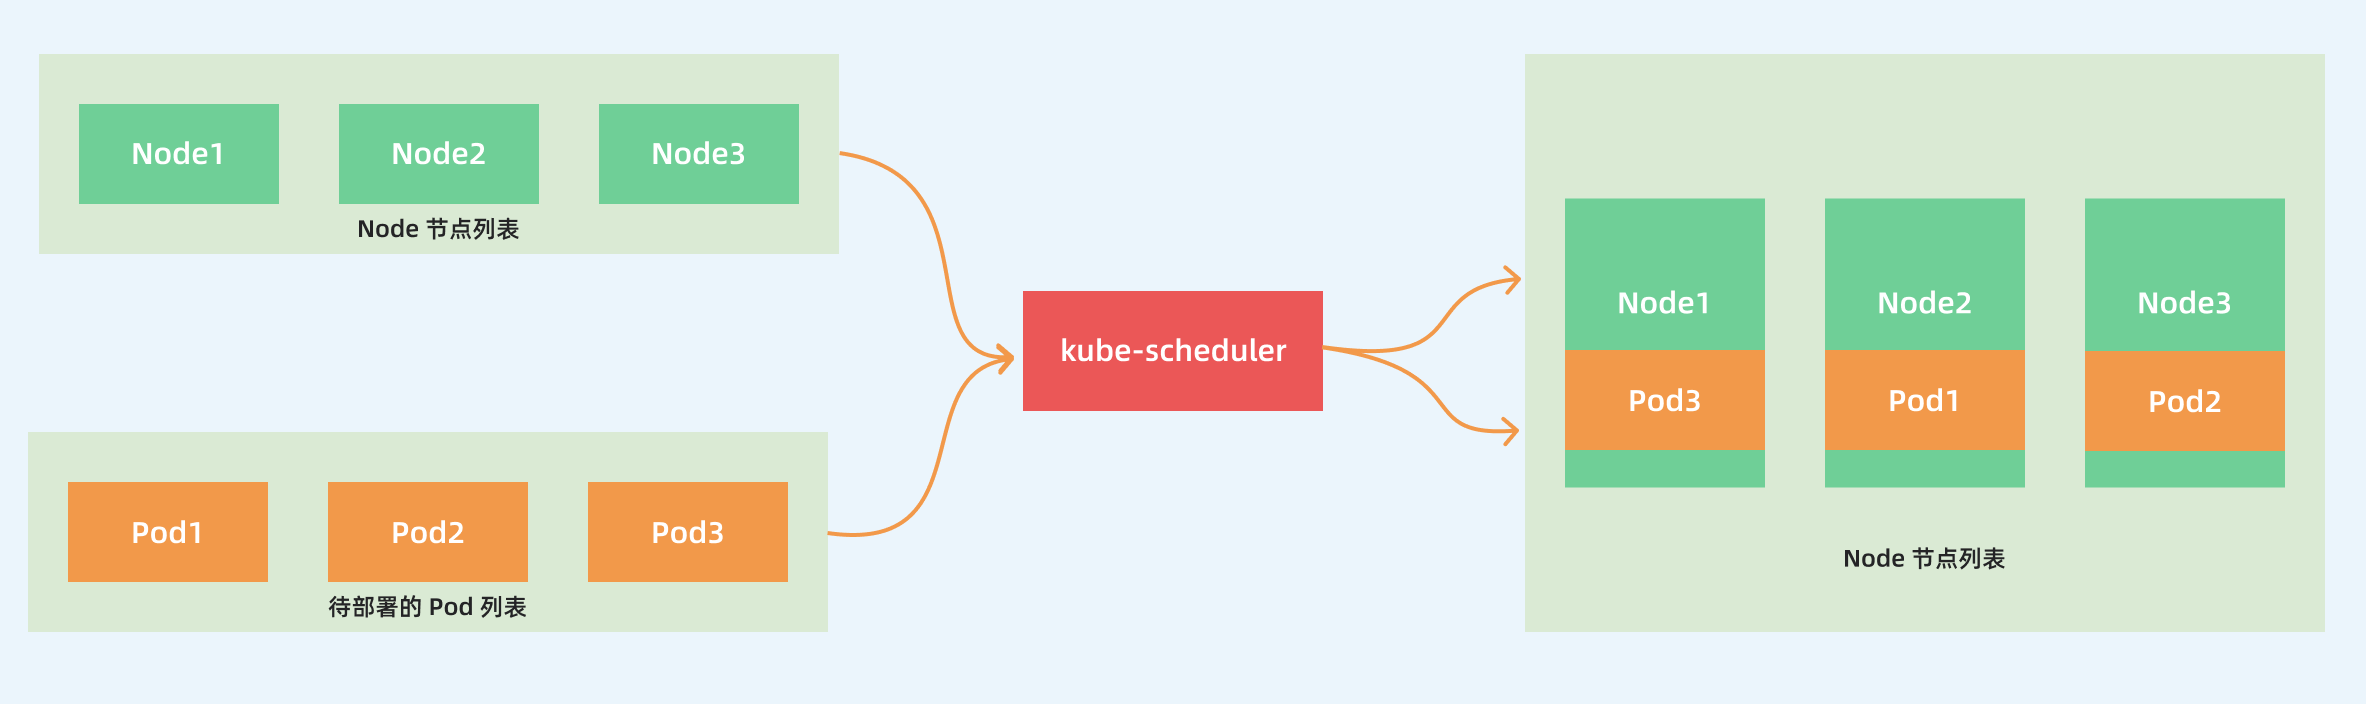 Node1
Node2
Node3
Node 节点列表
Pod1
Pod2
Pod3
待部署的 Pod 列表
kube-scheduler
Node1
Node2
Node3
Pod3
Pod1
Pod2
Node 节点列表